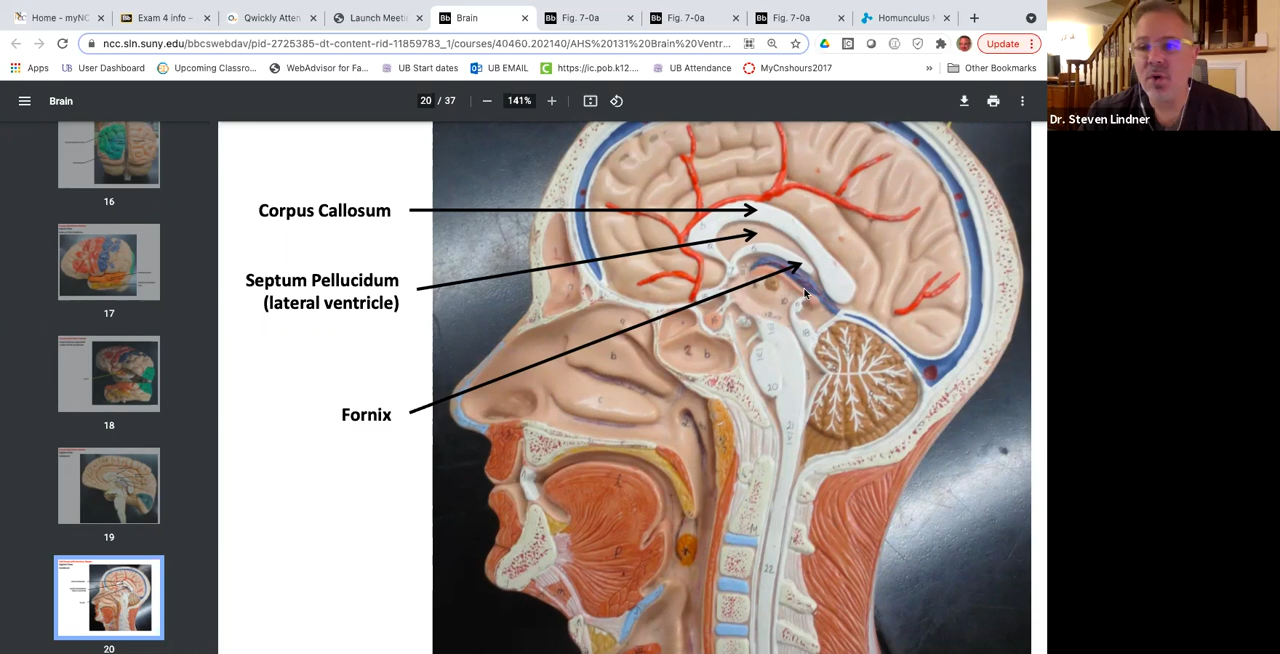 Home - myNC
Exam 4 info -
Qwickly Atten
Launch Meeti
Brain
Fig. 7-0a
Fig. 7-0a
Fig. 7-0a
Homunculus
ncc.sln.suny.edu/bbcswebdav/pid-2725385-dt-content-rid-11859783_1/courses/40460.202140/AHS%20131%20Brain%20Ventr...
Update
Apps
User Dashboard
Upcoming Classro...
WebAdvisor for Fa...
UB Start dates
UB EMAIL
https://ic.pob.k12....
UB Attendance
MyCnshours2017
»
Other Bookmarks
Brain
20 / 37
141%
Dr. Steven Lindner
16
17
18
19
20
Corpus Callosum
Septum Pellucidum
(lateral ventricle)
Fornix
b
b
10
22